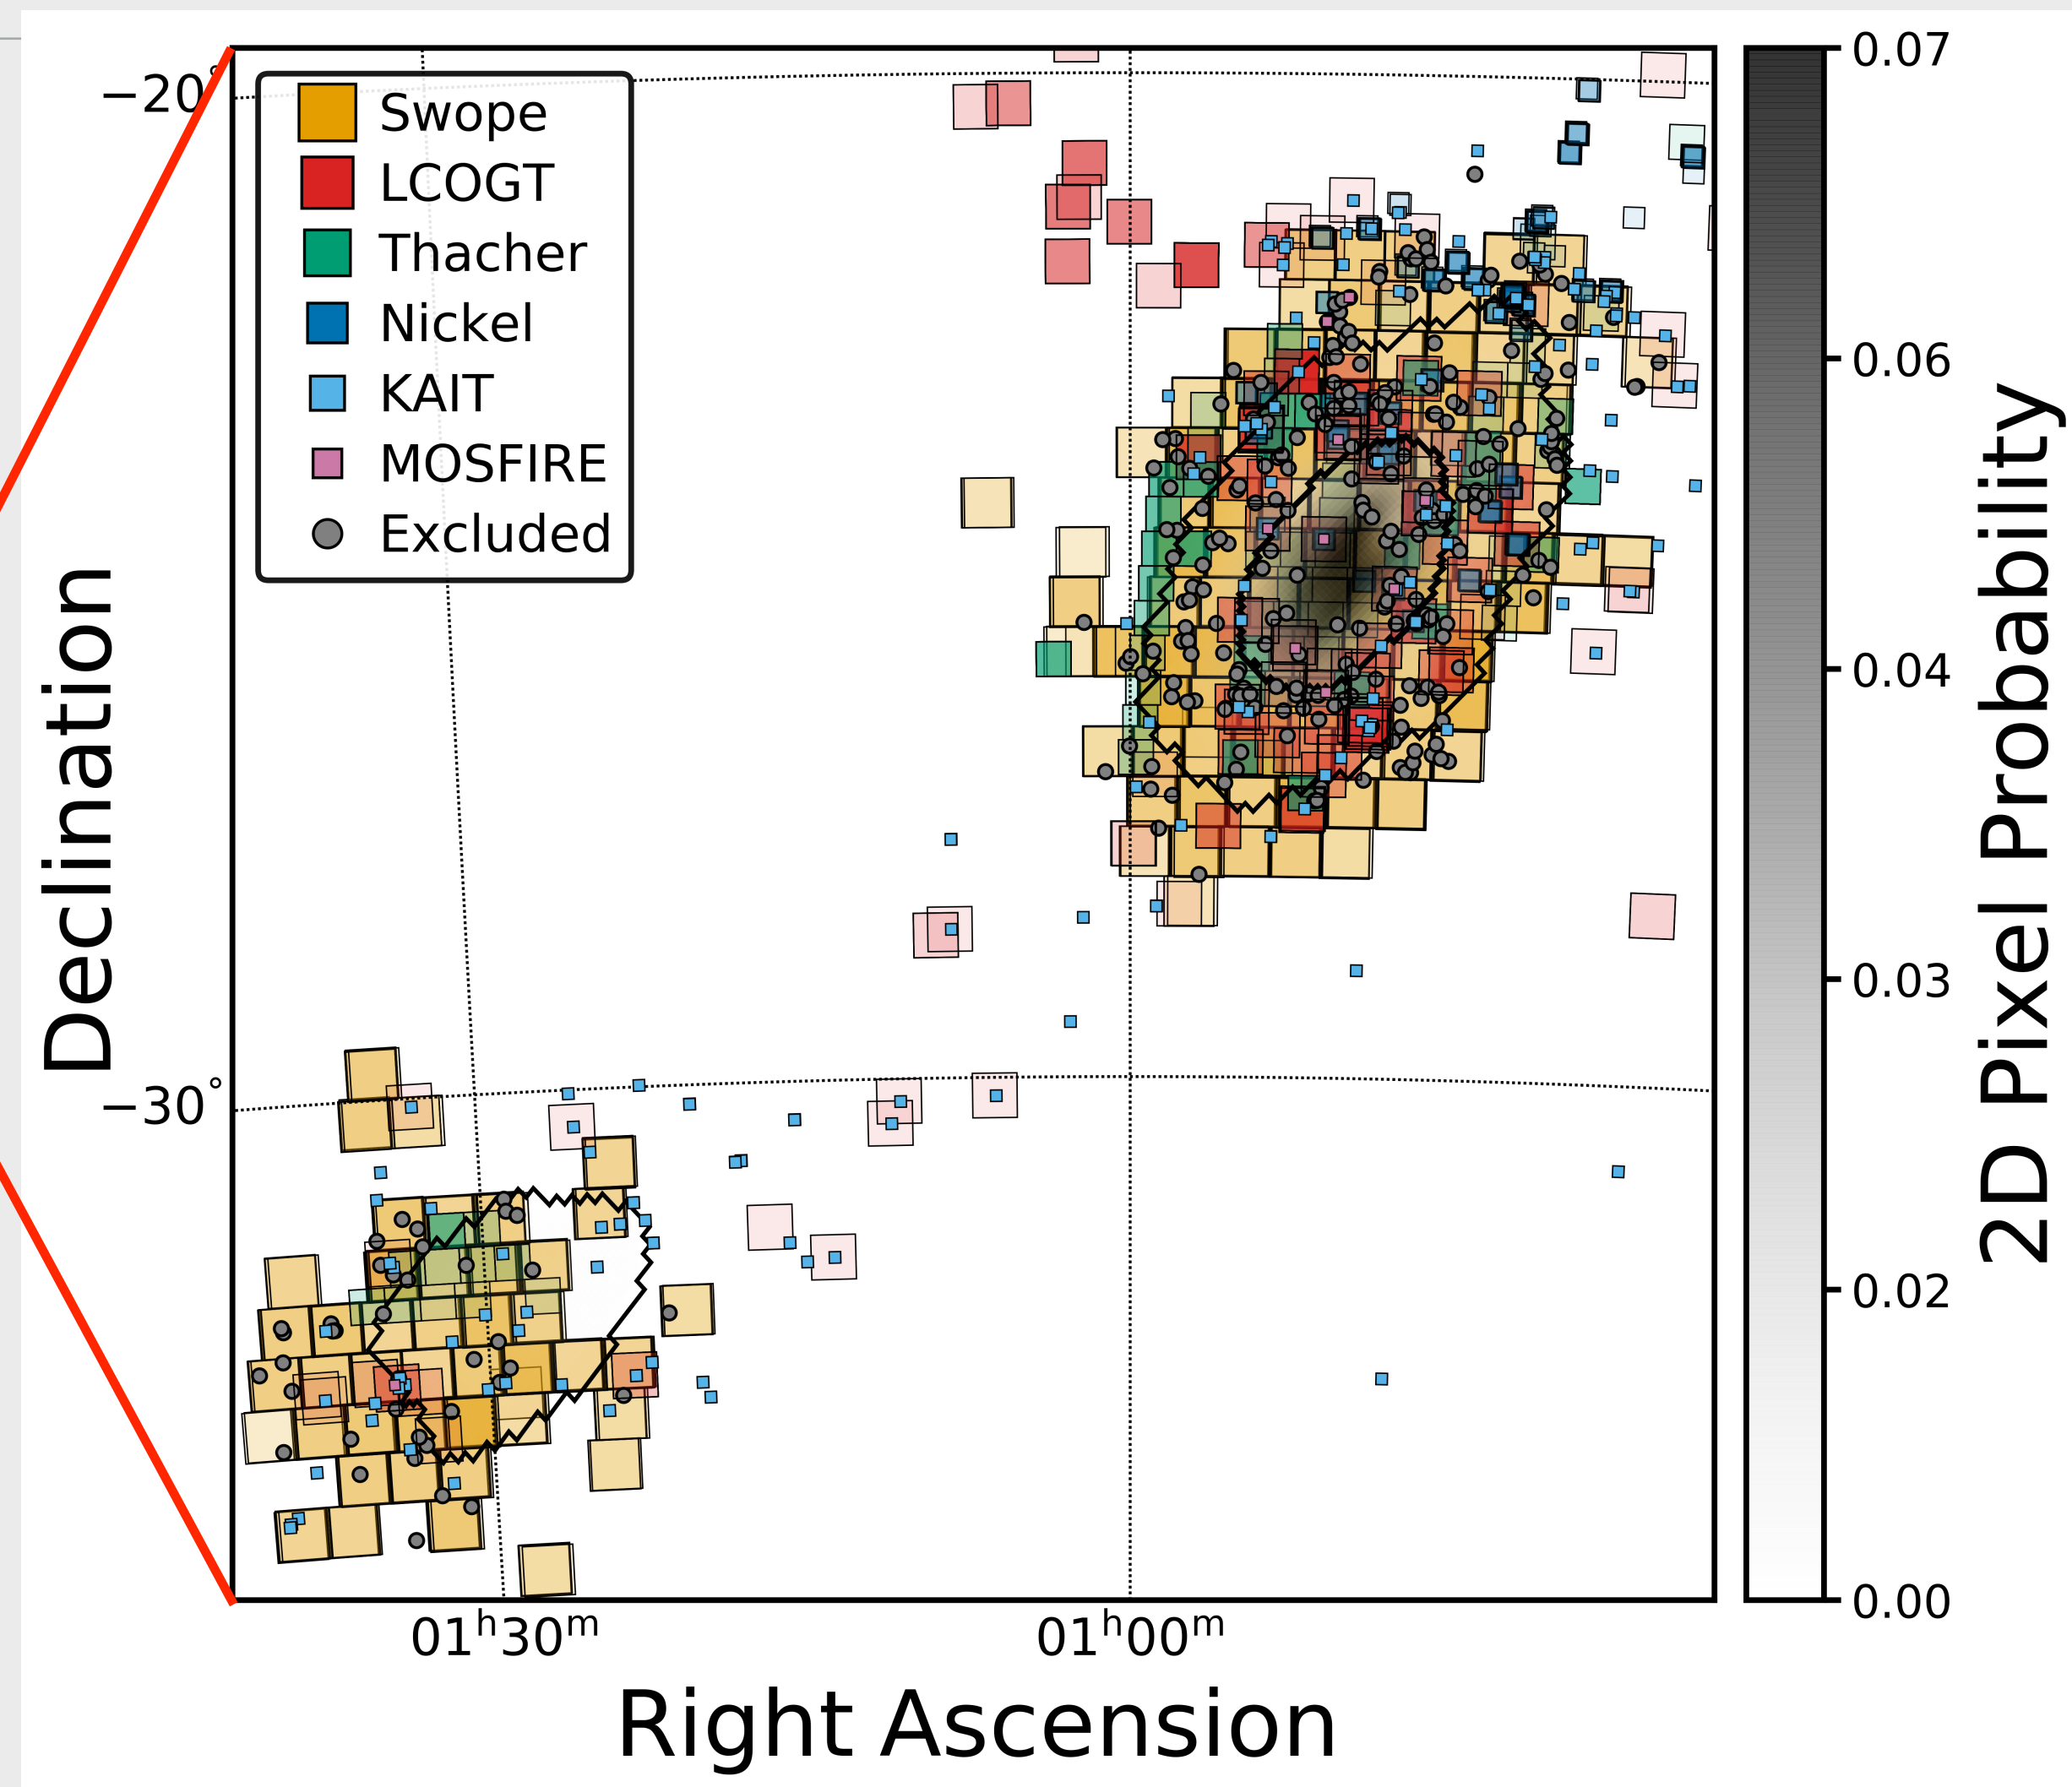 −20°
Swope
LCOGT
Thacher
Nickel
KAIT
MOSFIRE
Excluded
−30°
Declination
01ʰ30ᵐ
01ʰ00ᵐ
Right Ascension
0.07
0.06
0.04
0.03
0.02
0.00
2D Pixel Probability